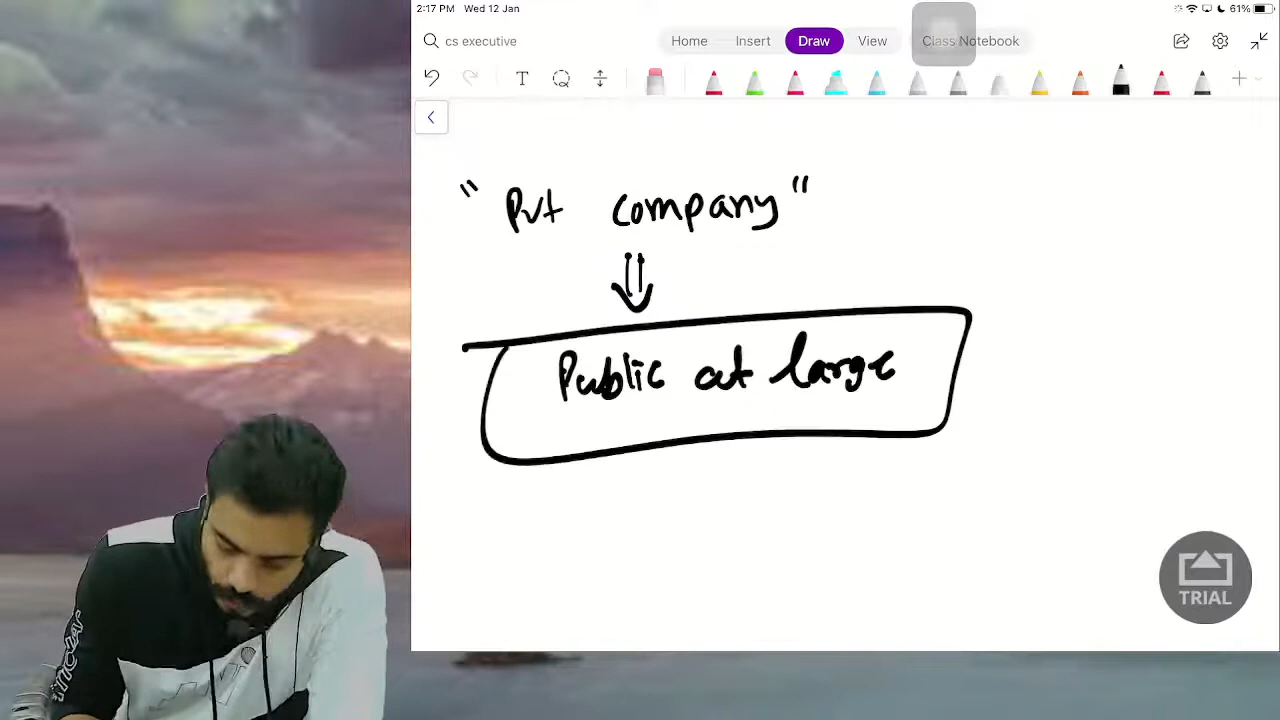 2:17 PM Wed 12 Jan
61%
cs executive
Home Insert Draw View Class Notebook
T
"Pvt company"
Public at large
TRIAL